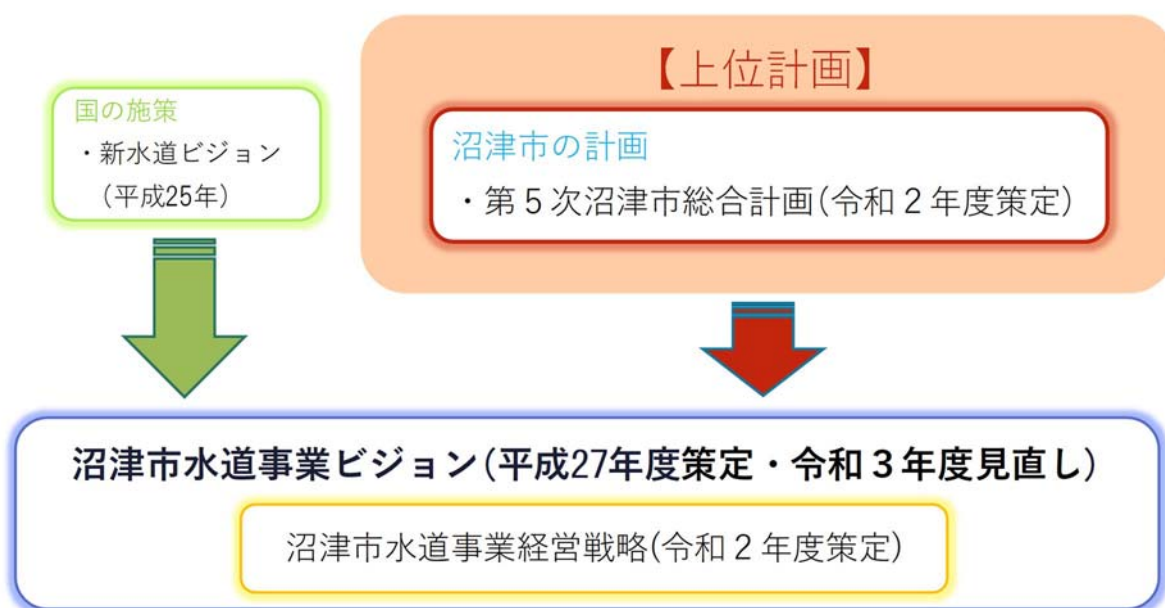 国の施策
・新水道ビジョン
(平成25年)
【上位計画】
沼津市の計画
・第5次沼津市総合計画(令和2年度策定)
沼津市水道事業ビジョン(平成27年度策定・令和3年度見直し)
沼津市水道事業経営戦略(令和2年度策定)